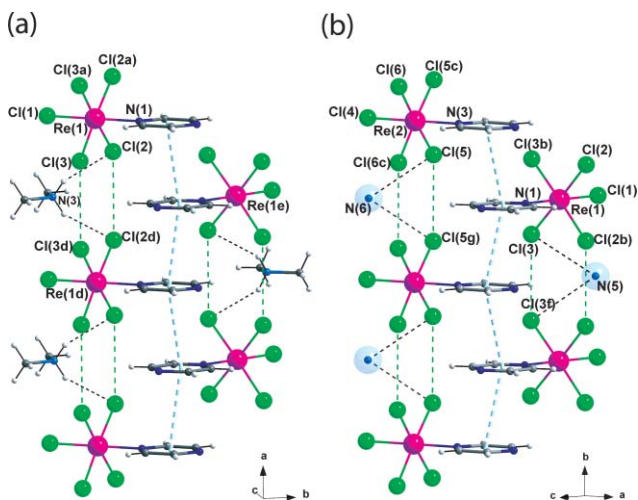 (a)
(b)
Cl(3a) Cl(2a)
Cl(1) N(1)
Re(1)
Cl(3) Cl(2)
N(3)
Re(1e)
Cl(3d) Cl(2d)
Re(1d)
a
c b
Cl(6) Cl(5c)
Cl(4) N(3)
Re(2)
Cl(6c) Cl(5)
Cl(3b) Cl(2)
N(1) Cl(1)
Re(1)
N(6)
Cl(5g) Cl(3) Cl(2b)
N(5)
Cl(3f)
b
c a